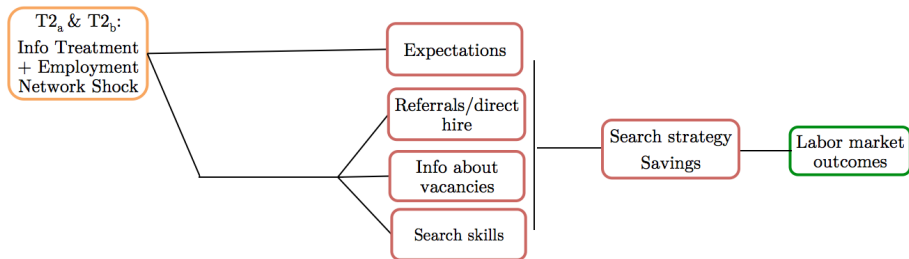 T2a & T2b:
Info Treatment
+ Employment
Network Shock
Expectations
Referrals/direct
hire
Info about
vacancies
Search skills
Search strategy
Savings
Labor market
outcomes